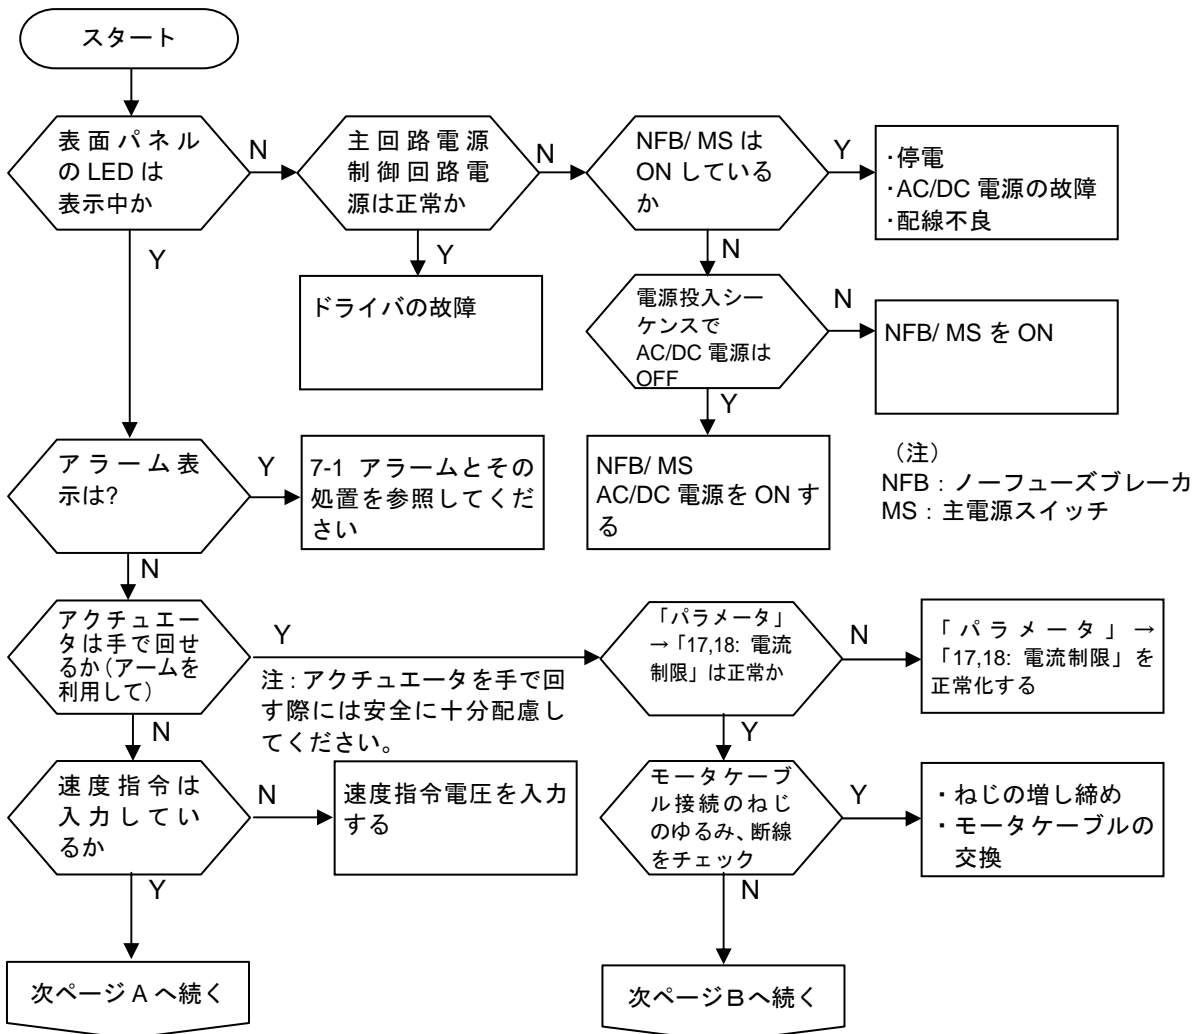 スタート
表面パネル
の LED は
表示中か
N
主回路電源
制御回路電
源は正常か
N
NFB/ MS は
ON している
か
Y
・停電
・AC/DC 電源の故障
・配線不良
Y
Y
N
ドライバの故障
電源投入シー
ケンスで
AC/DC 電源は
OFF
N
NFB/ MS を ON
Y
アラーム表
示は?
Y
7-1 アラームとその
処置を参照してくだ
さい
NFB/ MS
AC/DC 電源を ON す
る
（注）
NFB：ノーフューズブレーカ
MS：主電源スイッチ
N
アクチュエー
タは手で回せ
るか（アームを
利用して）
Y
注：アクチュエータを手で回
す際には安全に十分配慮し
てください。
「パラメータ」
→「17,18: 電流
制限」は正常か
N
「パラメータ」→
「17,18: 電流制限」を
正常化する
N
Y
速度指令は
入力してい
るか
N
速度指令電圧を入力
する
モータケーブ
ル接続のねじ
のゆるみ、断線
をチェック
Y
・ねじの増し締め
・モータケーブルの
交換
Y
N
次ページ A へ続く
次ページＢへ続く